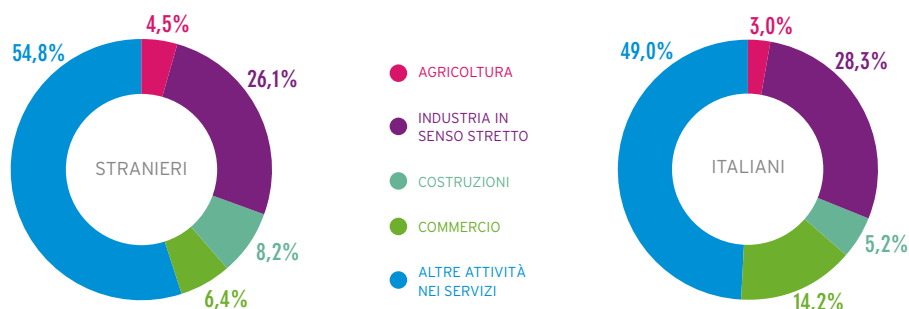 4,5%
54,8%
26,1%
STRANIERI
8,2%
6,4%
AGRICOLTURA
INDUSTRIA IN
SENSO STRETTO
COSTRUZIONI
COMMERCIO
ALTRE ATTIVITÀ
NEI SERVIZI
3,0%
49,0%
28,3%
ITALIANI
5,2%
14,2%